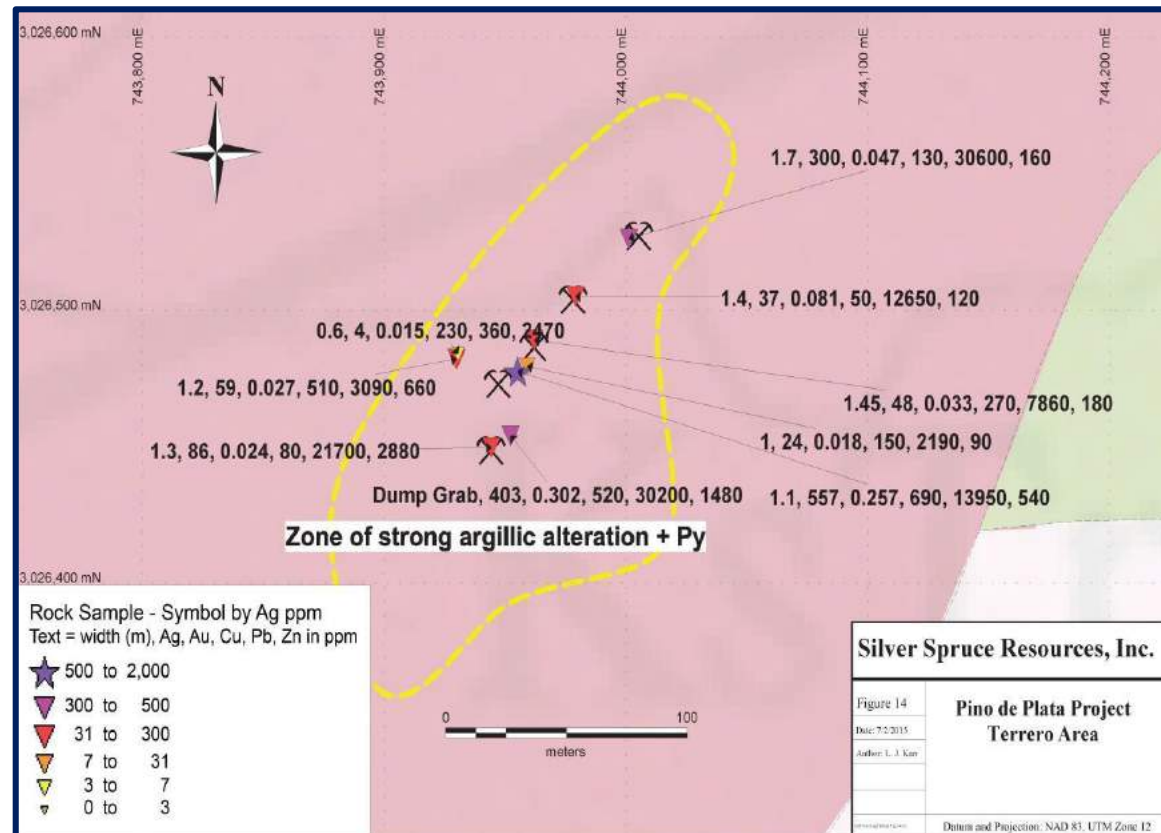 3,026,600 mN
743,800 mE
743,900 mE
744,000 mE
744,100 mE
744,200 mE
N
1.7, 300, 0.047, 130, 30600, 160
3,026,500 mN
1.4, 37, 0.081, 50, 12650, 120
0.6, 4, 0.015, 230, 360, 2470
1.2, 59, 0.027, 510, 3090, 660
1.45, 48, 0.033, 270, 7860, 180
1, 24, 0.018, 150, 2190, 90
1.3, 86, 0.024, 80, 21700, 2880
1.1, 557, 0.257, 690, 13950, 540
Dump Grab, 403, 0.302, 520, 30200, 1480
Zone of strong argillic alteration + Py
3,026,400 mN
Rock Sample - Symbol by Ag ppm
Text = width (m), Ag, Au, Cu, Pb, Zn in ppm
500 to 2,000
300 to 500
31 to 300
7 to 31
3 to 7
0 to 3
0 100
meters
Silver Spruce Resources, Inc.
Figure 14
Date: 7/2/2015
Author: L. J.
Pino de Plata Project
Terrero Area
Datum and Projection: NAD 83, UTM Zone 12